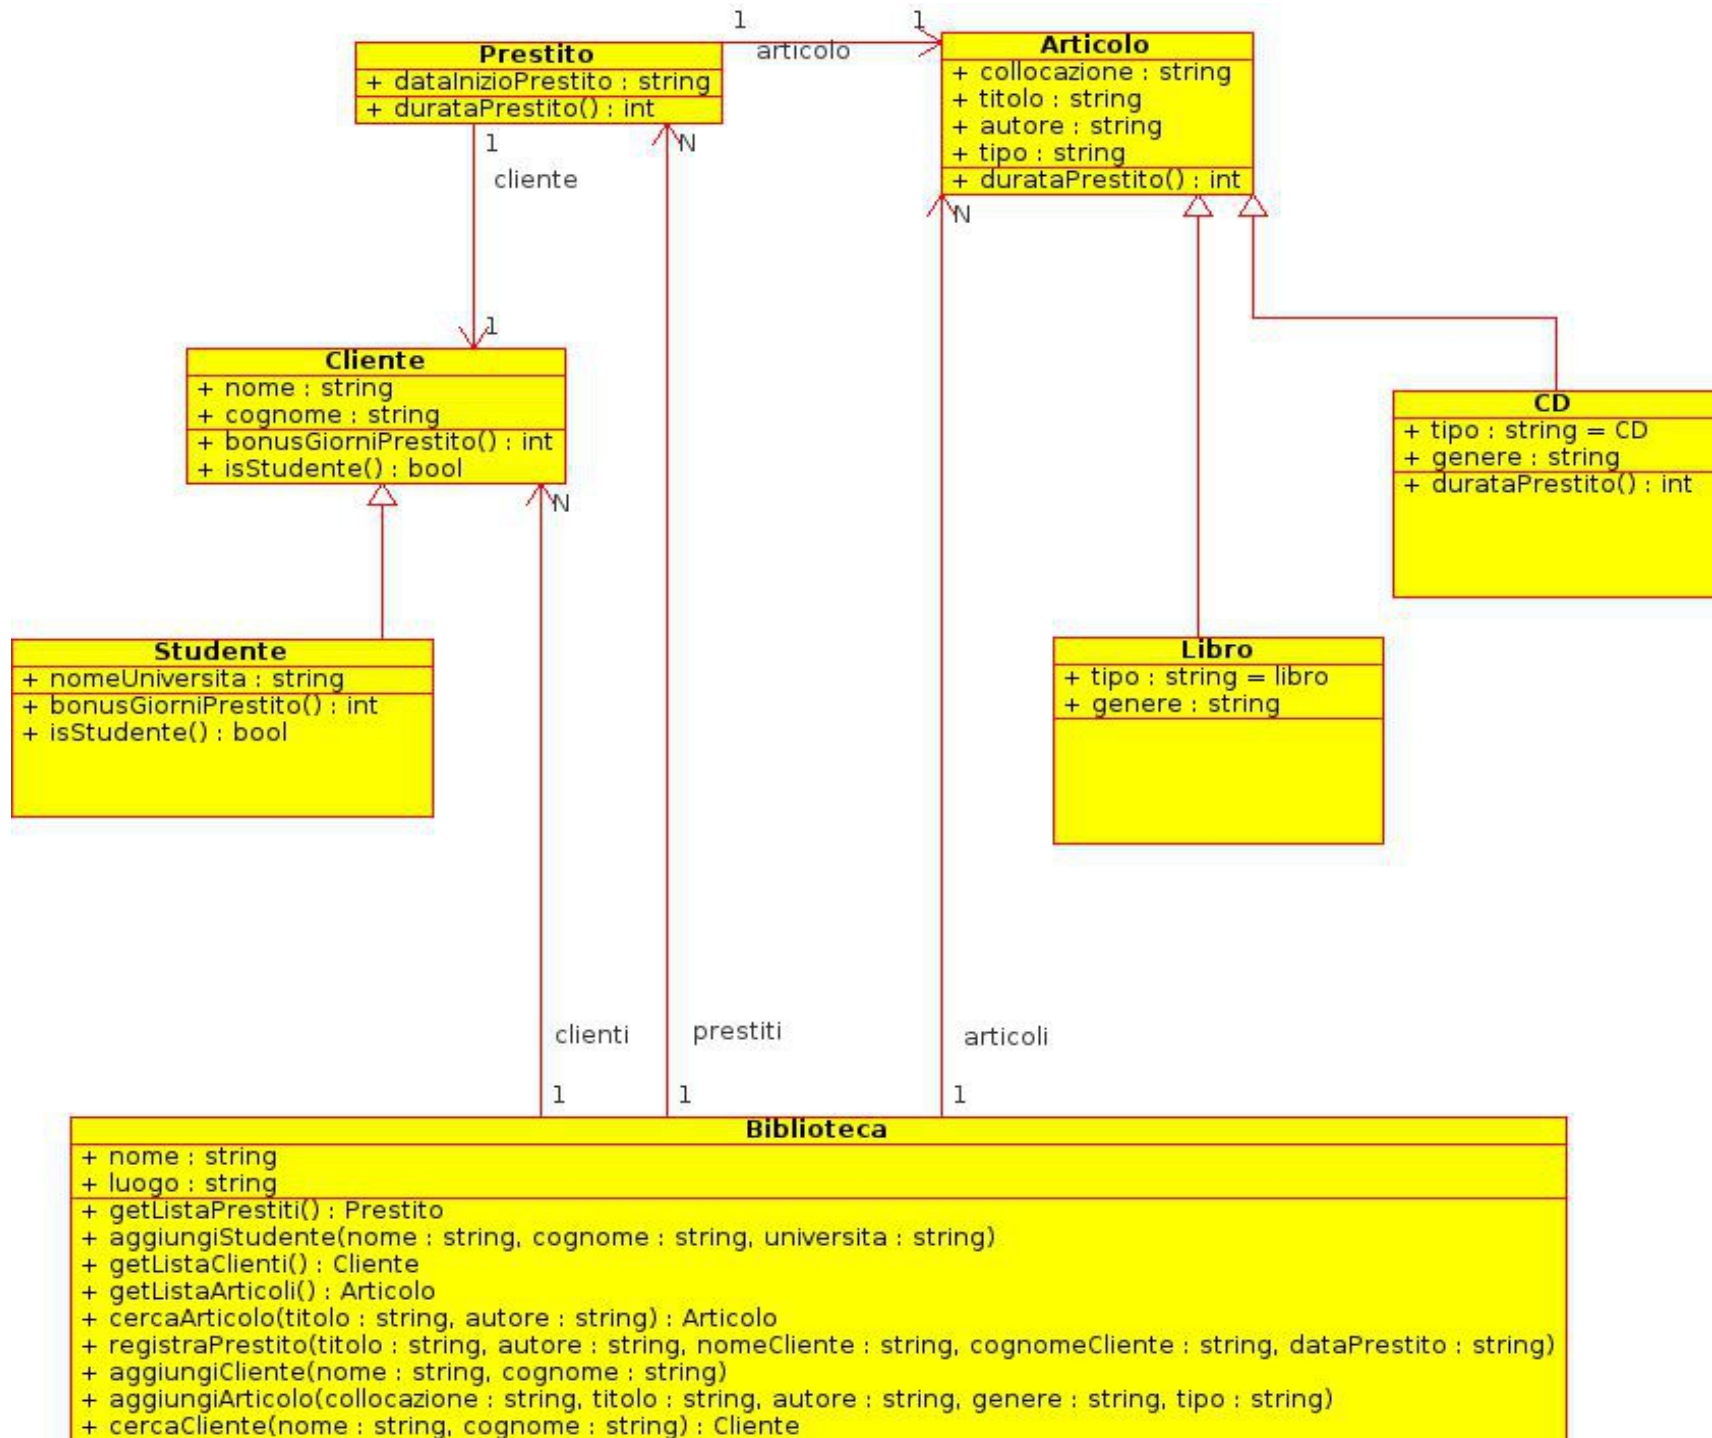 1
1
articolo
Prestito
+ dataInizioPrestito : string
+ durataPrestito() : int
Articolo
+ collocazione : string
+ titolo : string
+ autore : string
+ tipo : string
+ durataPrestito() : int
1
cliente
N
N
1
Cliente
+ nome : string
+ cognome : string
+ bonusGiorniPrestito() : int
+ isStudente() : bool
N
CD
+ tipo : string = CD
+ genere : string
+ durataPrestito() : int
Studente
+ nomeUniversita : string
+ bonusGiorniPrestito() : int
+ isStudente() : bool
Libro
+ tipo : string = libro
+ genere : string
clienti
prestiti
articoli
1
1
1
Biblioteca
+ nome : string
+ luogo : string
+ getListaPrestiti() : Prestito
+ aggiungiStudente(nome : string, cognome : string, universita : string)
+ getListaClienti() : Cliente
+ getListaArticoli() : Articolo
+ cercaArticolo(titolo : string, autore : string) : Articolo
+ registraPrestito(titolo : string, autore : string, nomeCliente : string, cognomeCliente : string, dataPrestito : string)
+ aggiungiCliente(nome : string, cognome : string)
+ aggiungiArticolo(collocazione : string, titolo : string, autore : string, genere : string, tipo : string)
+ cercaCliente(nome : string, cognome : string) : Cliente